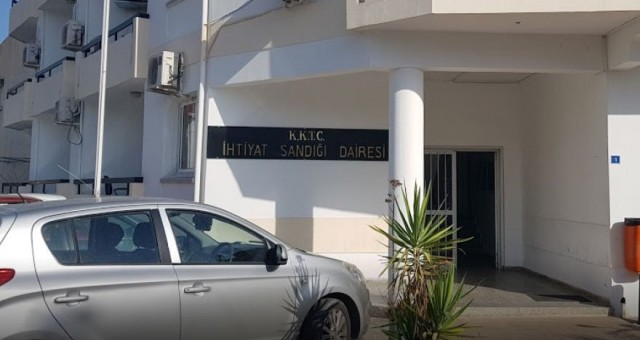 K.K.T.C.
İHTİYAT SANDIĞI DAİRESİ